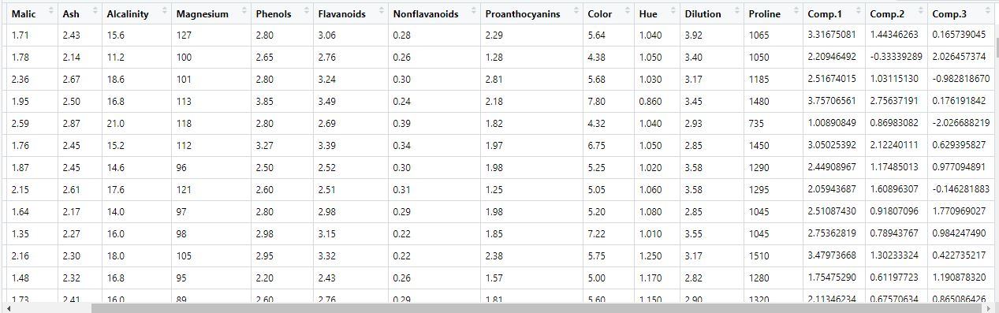 Malic Ash Alcalinity Magnesium Phenols Flavanoids Nonflavanoids Proanthocyanins Color Hue Dilution Proline Comp.1 Comp.2 Comp.3
1.71 2.43 15.6 127 2.80 3.06 0.28 2.29 5.64 1.040 3.92 1065 3.31675081 1.44346263 0.165739045
1.78 2.14 11.2 100 2.65 2.76 0.26 1.28 4.38 1.050 3.40 1050 2.20946492 -0.33339289 2.026457374
2.36 2.67 18.6 101 2.80 3.24 0.30 2.81 5.68 1.030 3.17 1185 2.51674015 1.03115130 -0.982818670
1.95 2.50 16.8 113 3.85 3.49 0.24 2.18 7.80 0.860 3.45 1480 3.75706561 2.75637191 0.176191842
2.59 2.87 21.0 118 2.80 2.69 0.39 1.82 4.32 1.040 2.93 735 1.00890849 0.86983082 -2.026688219
1.76 2.45 15.2 112 3.27 3.39 0.34 1.97 6.75 1.050 2.85 1450 3.05025392 2.12240111 0.629395827
1.87 2.45 14.6 96 2.50 2.52 0.30 1.98 5.25 1.020 3.58 1290 2.44908967 1.17485013 0.977094891
2.15 2.61 17.6 121 2.60 2.51 0.31 1.25 5.05 1.060 3.58 1295 2.05943687 1.60896307 -0.146281883
1.64 2.17 14.0 97 2.80 2.98 0.29 1.98 5.20 1.080 2.85 1045 2.51087430 0.91807096 1.770969027
1.35 2.27 16.0 98 2.98 3.15 0.22 1.85 7.22 1.010 3.55 1045 2.75362819 0.78943767 0.984247490
2.16 2.30 18.0 105 2.95 3.32 0.22 2.38 5.75 1.250 3.17 1510 3.47973668 1.30233324 0.422735217
1.48 2.32 16.8 95 2.20 2.43 0.26 1.57 5.00 1.170 2.82 1280 1.75475290 0.61197723 1.190878320
1.73 2.41 16.0 89 2.60 2.76 0.29 1.81 5.60 1.150 2.90 1320 2.11346234 0.67570634 0.865086426